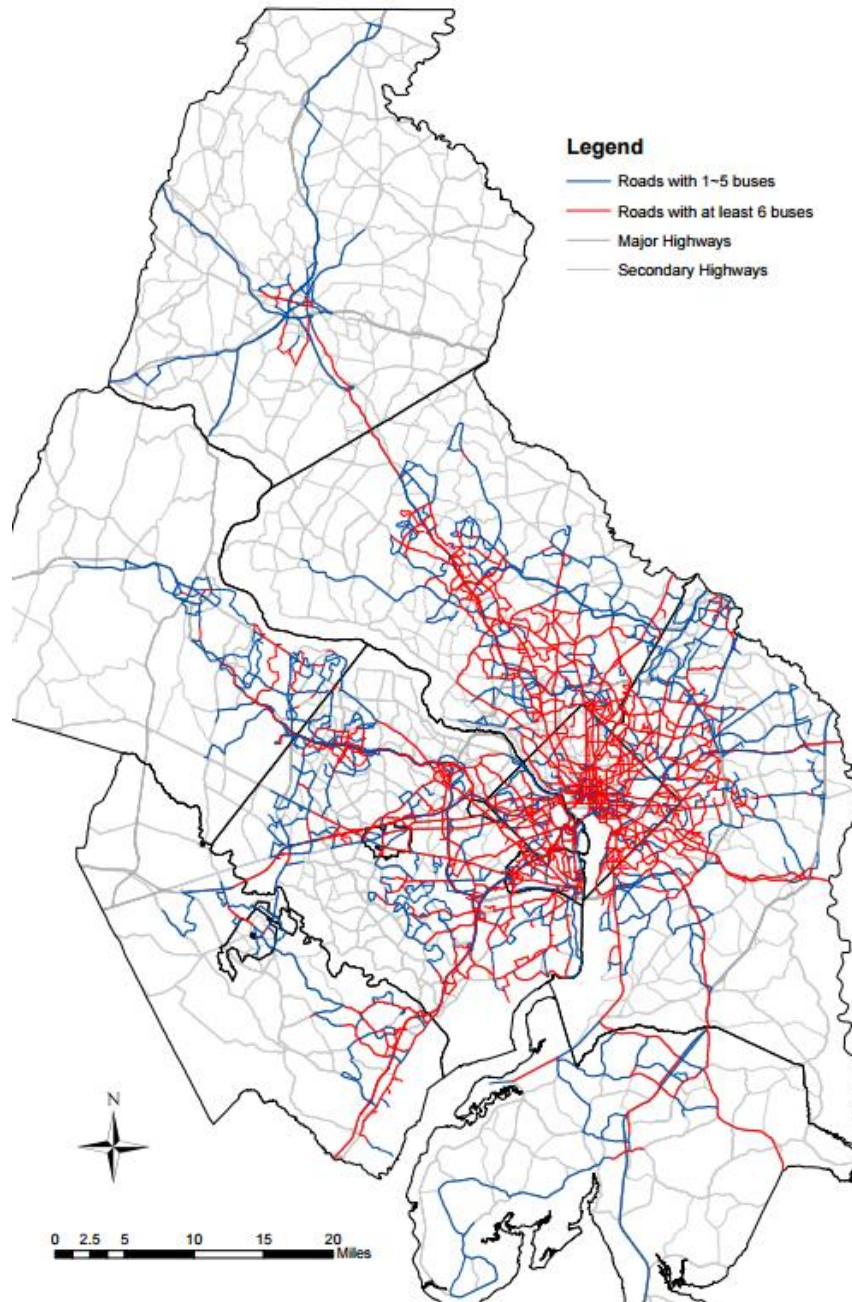 Legend
Roads with 1~5 buses
Roads with at least 6 buses
Major Highways
Secondary Highways
N
0 2.5 5 10 15 20
Miles